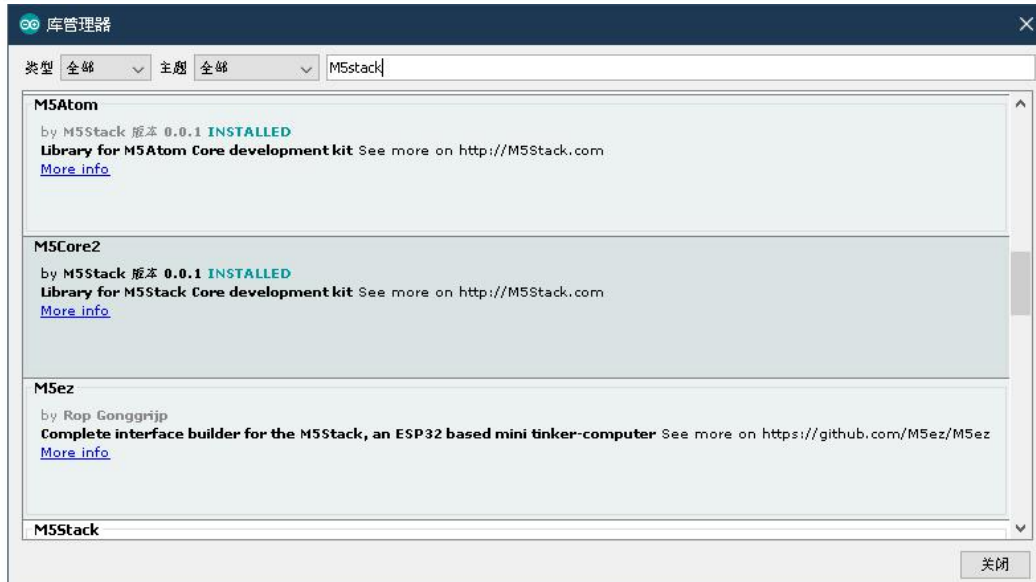 库管理器
类型 全部 主题 全部 M5stack
M5Atom
by M5Stack 版本 0.0.1 INSTALLED
Library for M5Atom Core development kit See more on http://M5Stack.com
More info
M5Core2
by M5Stack 版本 0.0.1 INSTALLED
Library for M5Stack Core development kit See more on http://M5Stack.com
More info
M5ez
by Rop Gonggrijp
Complete interface builder for the M5Stack, an ESP32 based mini tinker-computer See more on https://github.com/M5ez/M5ez
More info
M5Stack
关闭